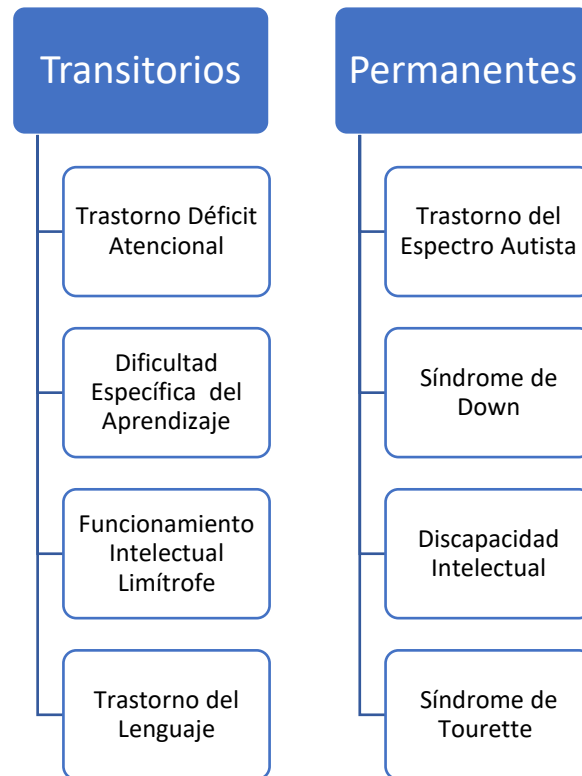 Transitorios
Trastorno Déficit
Atencional
Dificultad
Específica del
Aprendizaje
Funcionamiento
Intelectual
Limítrofe
Trastorno del
Lenguaje
Permanentes
Trastorno del
Espectro Autista
Síndrome de
Down
Discapacidad
Intelectual
Síndrome de
Tourette